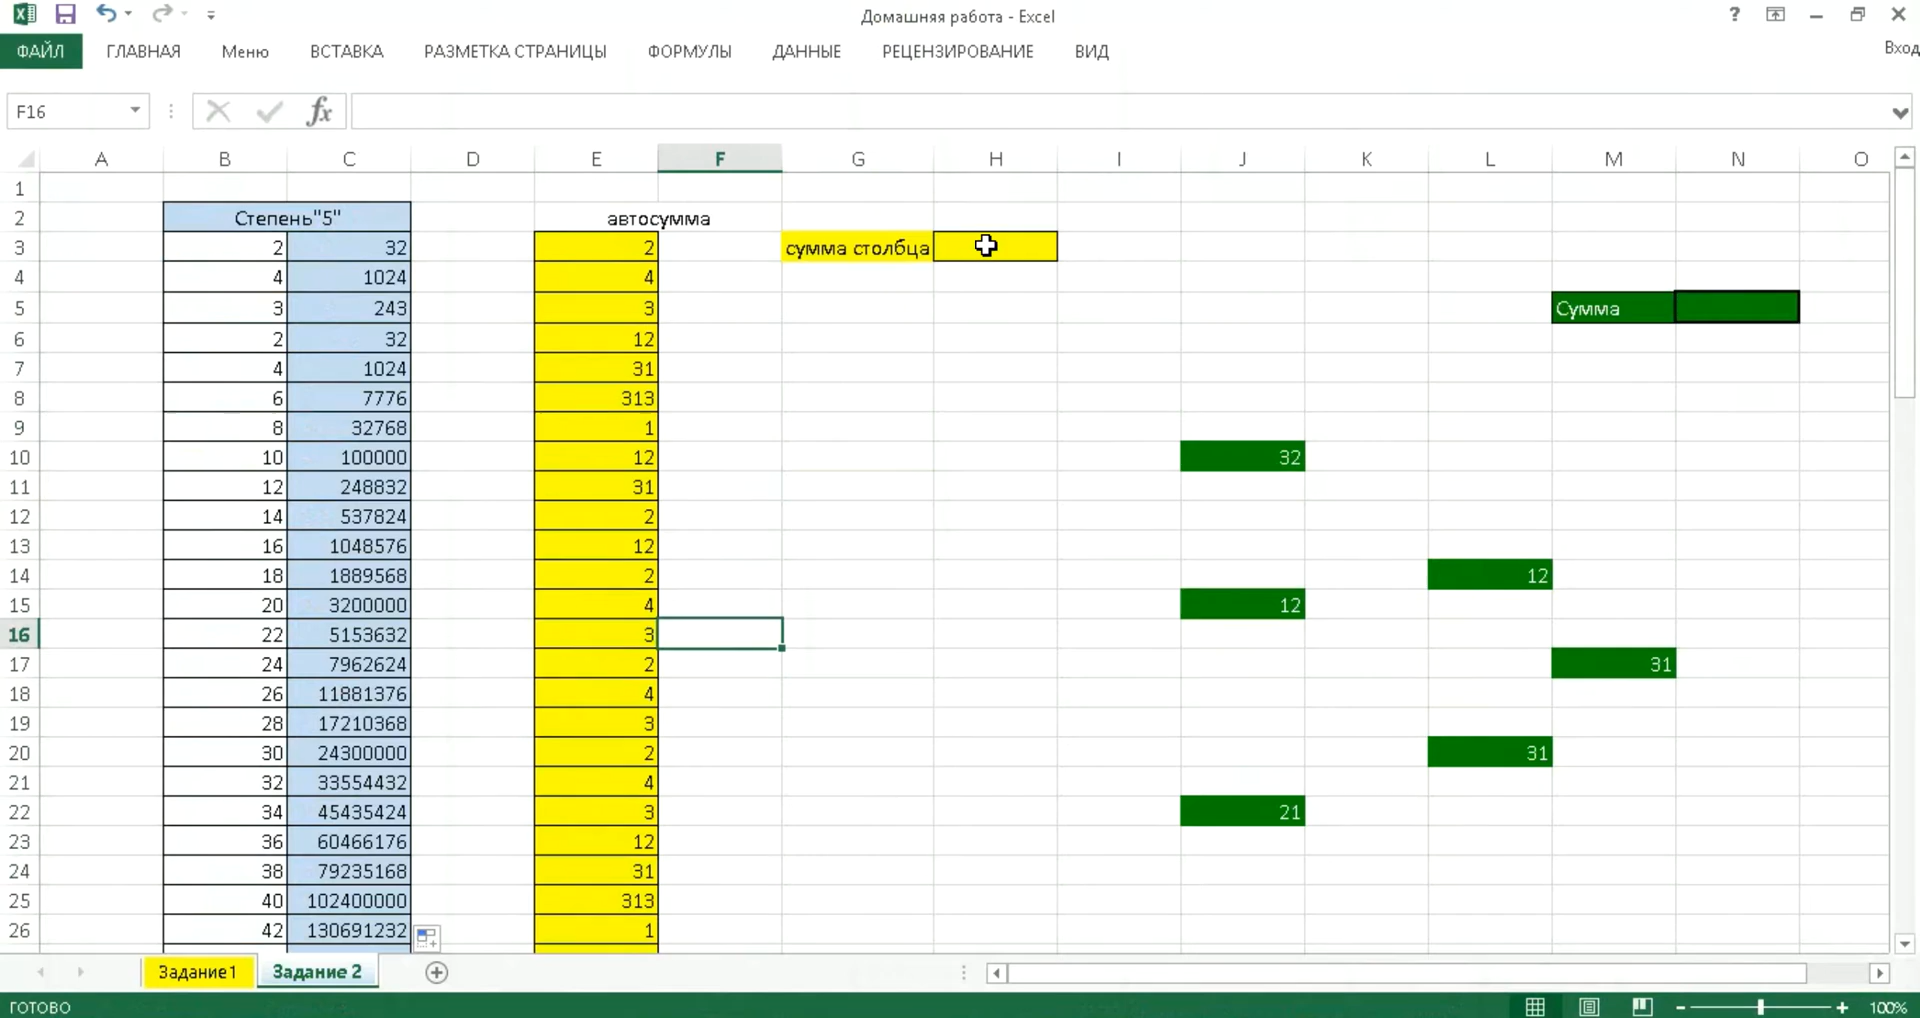 Домашняя работа - Excel
?
ФАЙЛ ГЛАВНАЯ Меню ВСТАВКА РАЗМЕТКА СТРАНИЦЫ ФОРМУЛЫ ДАННЫЕ РЕЦЕНЗИРОВАНИЕ ВИД Вход
F16 fx
A B C D E F G H I J K L M N O
1
2 Степень"5" автосумма
3 2 32 2 сумма столбца
4 4 1024 4
5 3 243 3 Сумма
6 2 32 12
7 4 1024 31
8 6 7776 313
9 8 32768 1
10 10 100000 12 32
11 12 248832 31
12 14 537824 2
13 16 1048576 12
14 18 1889568 2 12
15 20 3200000 4 12
16 22 5153632 3
17 24 7962624 2 31
18 26 11881376 4
19 28 17210368 3
20 30 24300000 2 31
21 32 33554432 4
22 34 45435424 3 21
23 36 60466176 12
24 38 79235168 31
25 40 102400000 313
26 42 130691232 1
Задание1 Задание 2
ГОТОВО 100%